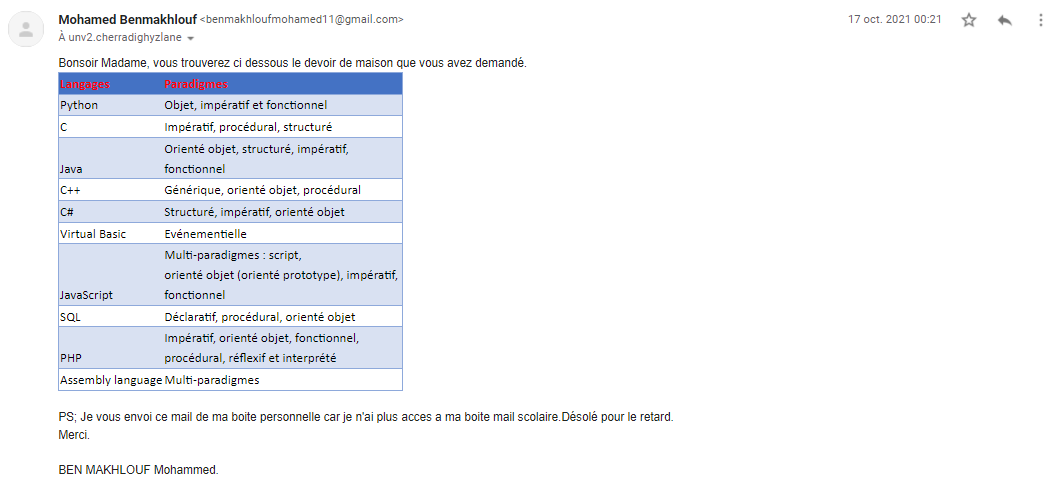 Mohamed Benmakhlouf <benmakhloufmohamed11@gmail.com>
17 oct. 2021 00:21
À unv2.cherradighyzlane
Bonsoir Madame, vous trouverez ci dessous le devoir de maison que vous avez demandé.
Langages Paradigmes
Python Objet, impératif et fonctionnel
C Impératif, procédural, structuré
Orienté objet, structuré, impératif,
Java fonctionnel
C++ Générique, orienté objet, procédural
C# Structuré, impératif, orienté objet
Virtual Basic Evénementielle
Multi-paradigmes : script,
orienté objet (orienté prototype), impératif,
JavaScript fonctionnel
SQL Déclaratif, procédural, orienté objet
Impératif, orienté objet, fonctionnel,
PHP procédural, réflexif et interprété
Assembly language Multi-paradigmes
PS; Je vous envoi ce mail de ma boite personnelle car je n'ai plus acces a ma boite mail scolaire.Désolé pour le retard.
Merci.
BEN MAKHLOUF Mohammed.